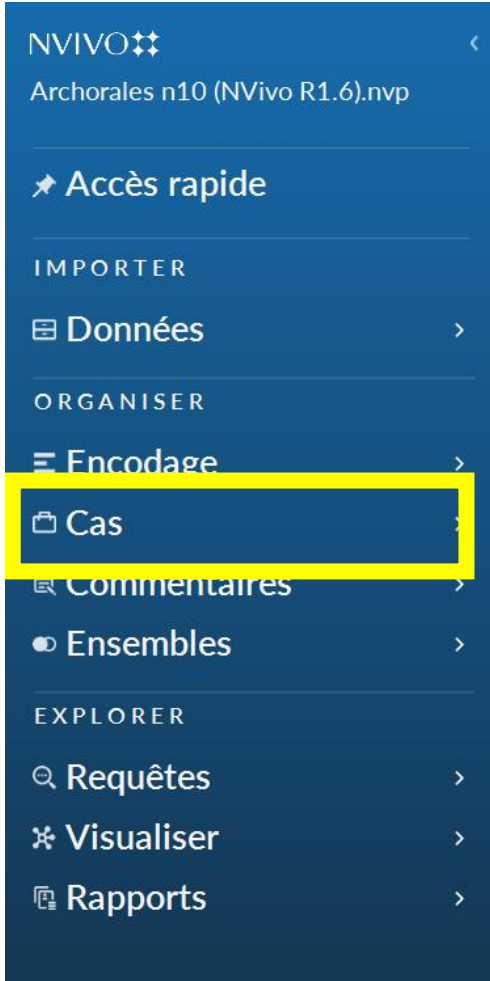 NVIVO
Archorales n10 (NVivo R1.6).nvp
Accès rapide
IMPORTER
Données
ORGANISER
Encodage
Cas
Commentaires
Ensembles
EXPLORER
Requêtes
Visualiser
Rapports